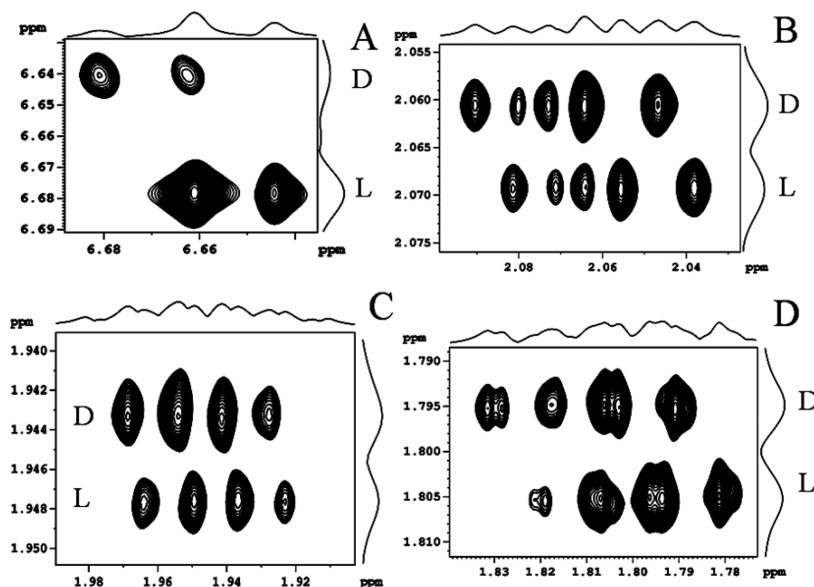 ppm
A
6.64
D
6.65
6.66
6.67
6.68
L
6.69
6.68
6.66
ppm
ppm
B
2.055
2.060
D
2.065
2.070
L
2.075
2.08
2.06
2.04
ppm
ppm
C
1.940
1.942
D
1.944
1.946
1.948
L
1.950
1.98
1.96
1.94
1.92
ppm
ppm
D
1.790
1.795
D
1.800
1.805
L
1.810
1.83
1.82
1.81
1.80
1.79
1.78
ppm